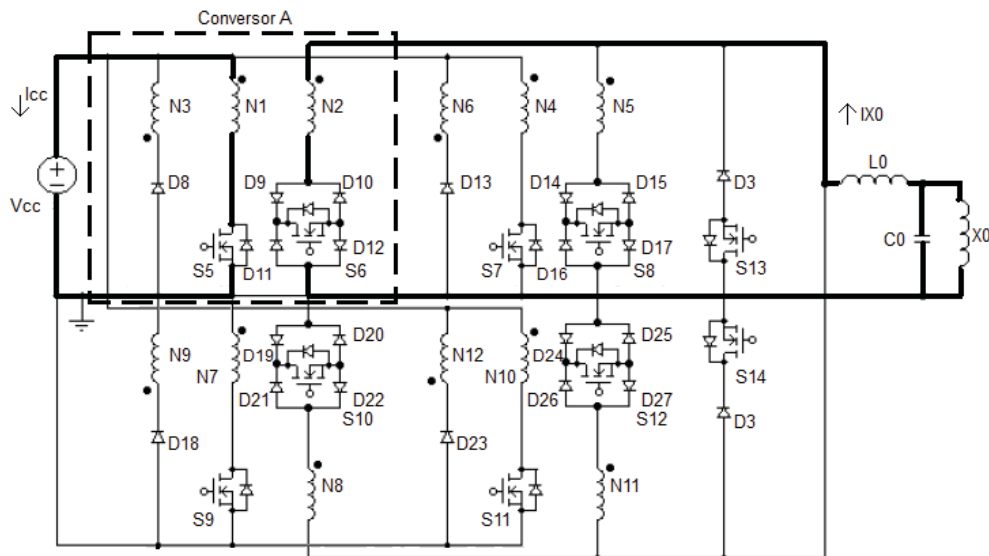 Conversor A
Icc
N3
N1
N2
N6
N4
N5
IX0
D8
D9
D10
D13
D14
D15
D3
L0
Vcc
C0
X0
D12
D17
S5
D11
S6
S7
D16
S8
S13
D20
D25
N9
D19
N12
D24
S14
N7
N10
D21
D22
D26
D27
S10
S12
D18
D23
D3
N8
N11
S9
S11